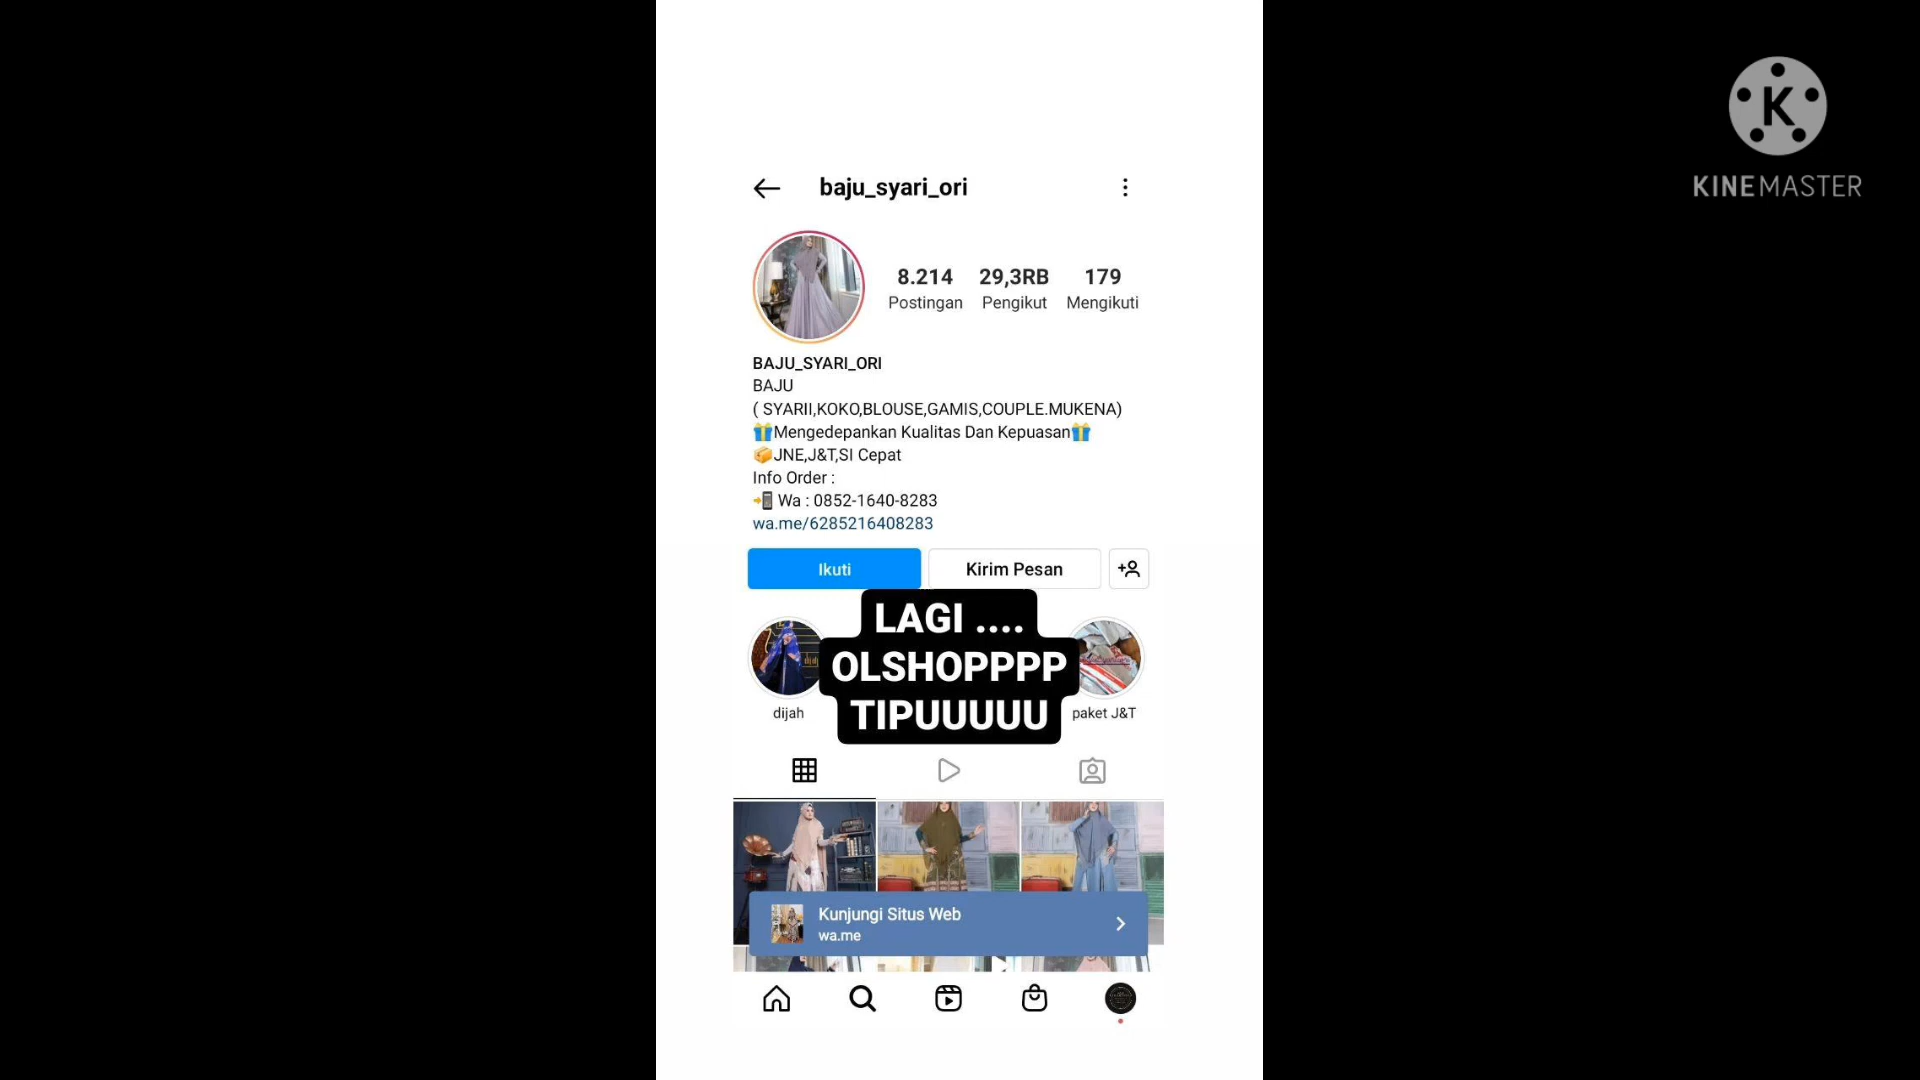 K
KINEMASTER
baju_syari_ori
8.214 29,3RB 179
Postingan Pengikut Mengikuti
BAJU_SYARI_ORI
BAJU
( SYARII,KOKO,BLOUSE,GAMIS,COUPLE.MUKENA)
🎁Mengedepankan Kualitas Dan Kepuasan🎁
📦JNE,J&T,SI Cepat
Info Order :
📲 Wa : 0852-1640-8283
wa.me/6285216408283
Ikuti Kirim Pesan
LAGI ....
OLSHOPPPP
TIPUUUUU
dijah paket J&T
Kunjungi Situs Web
wa.me